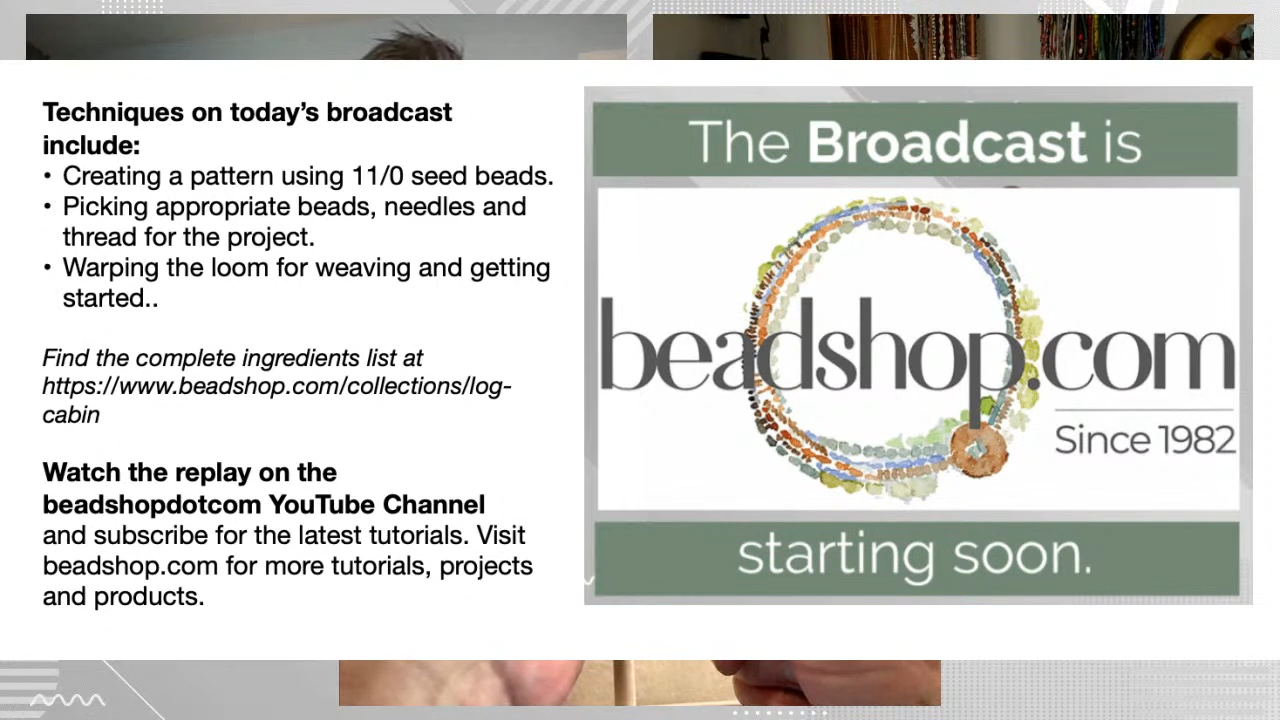 Techniques on today’s broadcast
include:
• Creating a pattern using 11/0 seed beads.
• Picking appropriate beads, needles and
thread for the project.
• Warping the loom for weaving and getting
started..
Find the complete ingredients list at
https://www.beadshop.com/collections/log-
cabin
Watch the replay on the
beadshopdotcom YouTube Channel
and subscribe for the latest tutorials. Visit
beadshop.com for more tutorials, projects
and products.
The Broadcast is
beadshop.com
Since 1982
starting soon.